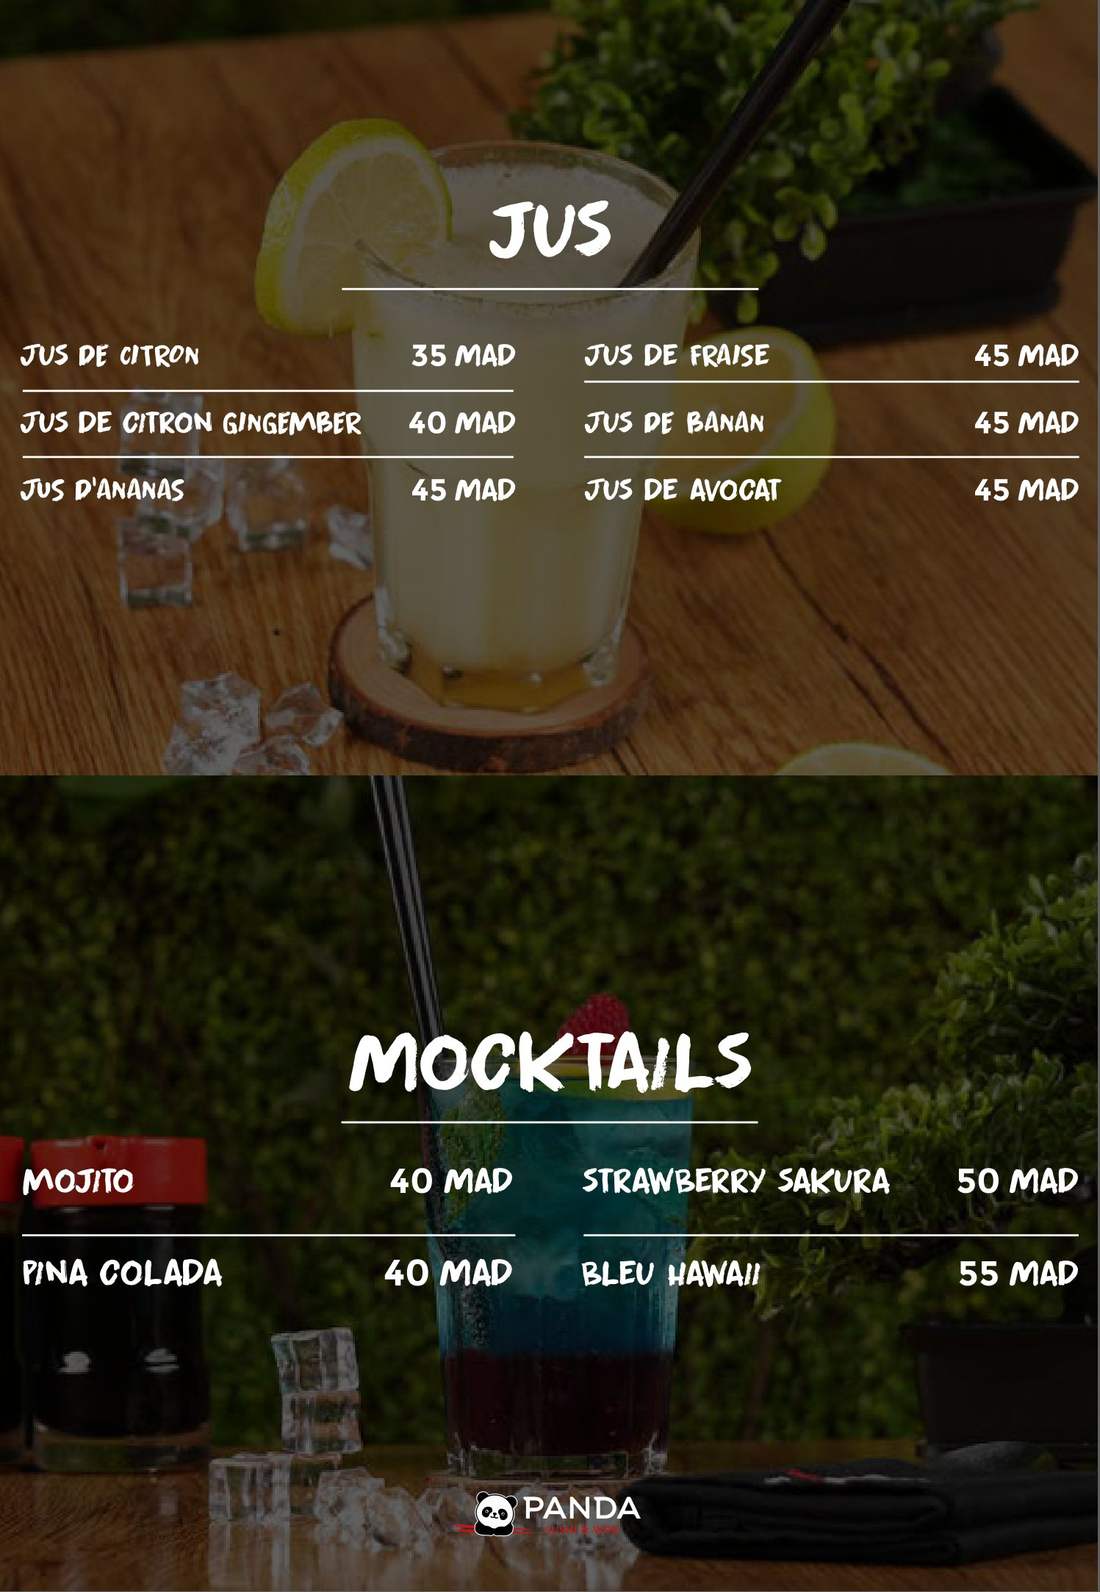 JUS
JUS DE CITRON 35 MAD
JUS DE CITRON GINGEMBER 40 MAD
JUS D'ANANAS 45 MAD
JUS DE FRAISE 45 MAD
JUS DE BANAN 45 MAD
JUS DE AVOCAT 45 MAD
MOCKTAILS
MOJITO 40 MAD
PINA COLADA 40 MAD
STRAWBERRY SAKURA 50 MAD
BLEU HAWAII 55 MAD
PANDA